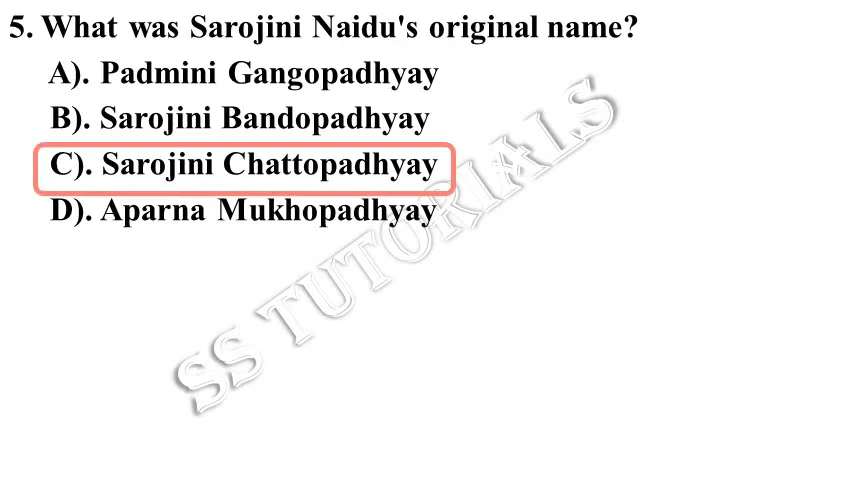 5. What was Sarojini Naidu's original name?
A). Padmini Gangopadhyay
B). Sarojini Bandopadhyay
C). Sarojini Chattopadhyay
D). Aparna Mukhopadhyay
SS TUTORIALS